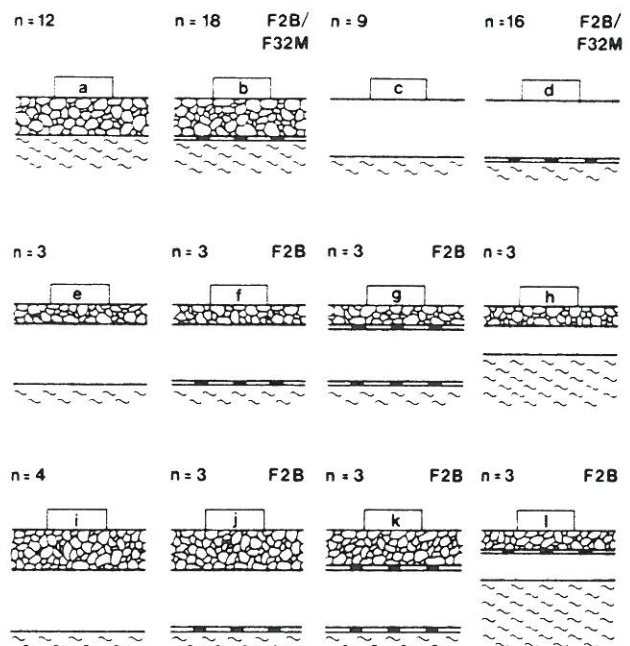 n=12 n=18 F2B/ n=9 n=16 F2B/
F32M F32M
a b c d
n=3 n=3 F2B n=3 F2B n=3
e f g h
n=4 n=3 F2B n=3 F2B n=3 F2B
i j k l